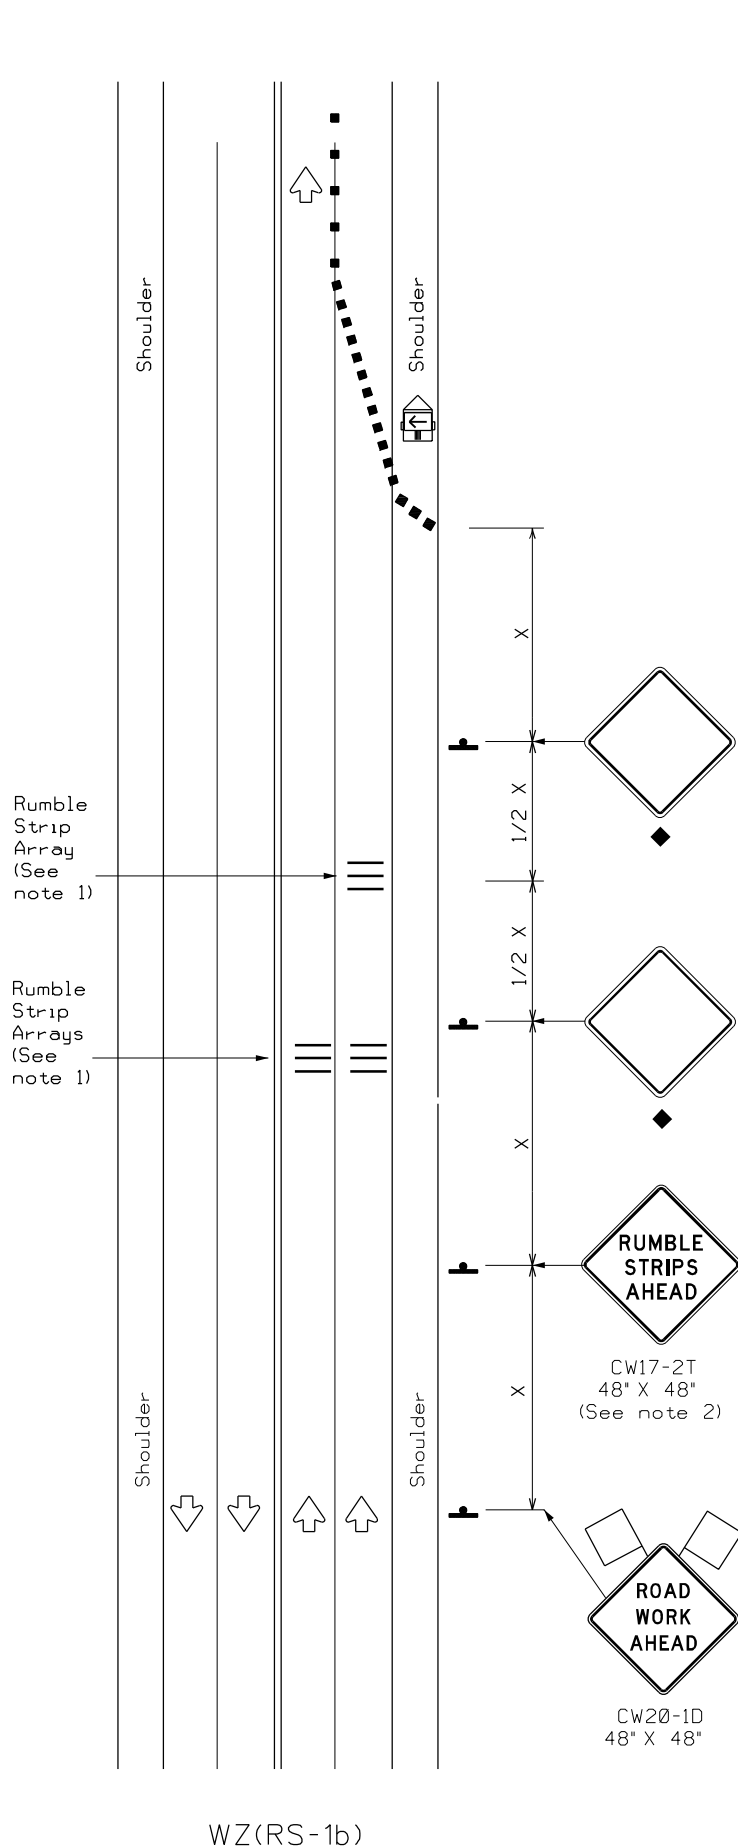 Shoulder
Shoulder
X
1/2 X
Rumble
Strip
Array
(See
note 1)
1/2 X
Rumble
Strip
Arrays
(See
note 1)
X
RUMBLE
STRIPS
AHEAD
CW17-2T
48" X 48"
(See note 2)
X
Shoulder
Shoulder
ROAD
WORK
AHEAD
CW20-1D
48" X 48"
WZ(RS-1b)